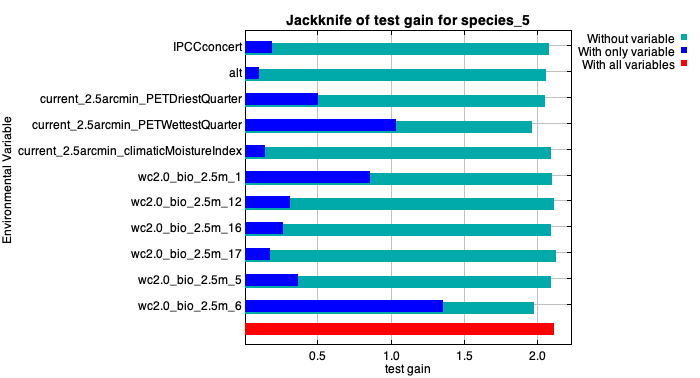 Jackknife of test gain for species_5
Without variable
With only variable
With all variables
Environmental Variable
IPCCconcert
alt
current_2.5arcmin_PETDriestQuarter
current_2.5arcmin_PETWettestQuarter
current_2.5arcmin_climaticMoistureIndex
wc2.0_bio_2.5m_1
wc2.0_bio_2.5m_12
wc2.0_bio_2.5m_16
wc2.0_bio_2.5m_17
wc2.0_bio_2.5m_5
wc2.0_bio_2.5m_6
0.5 1.0 1.5 2.0
test gain